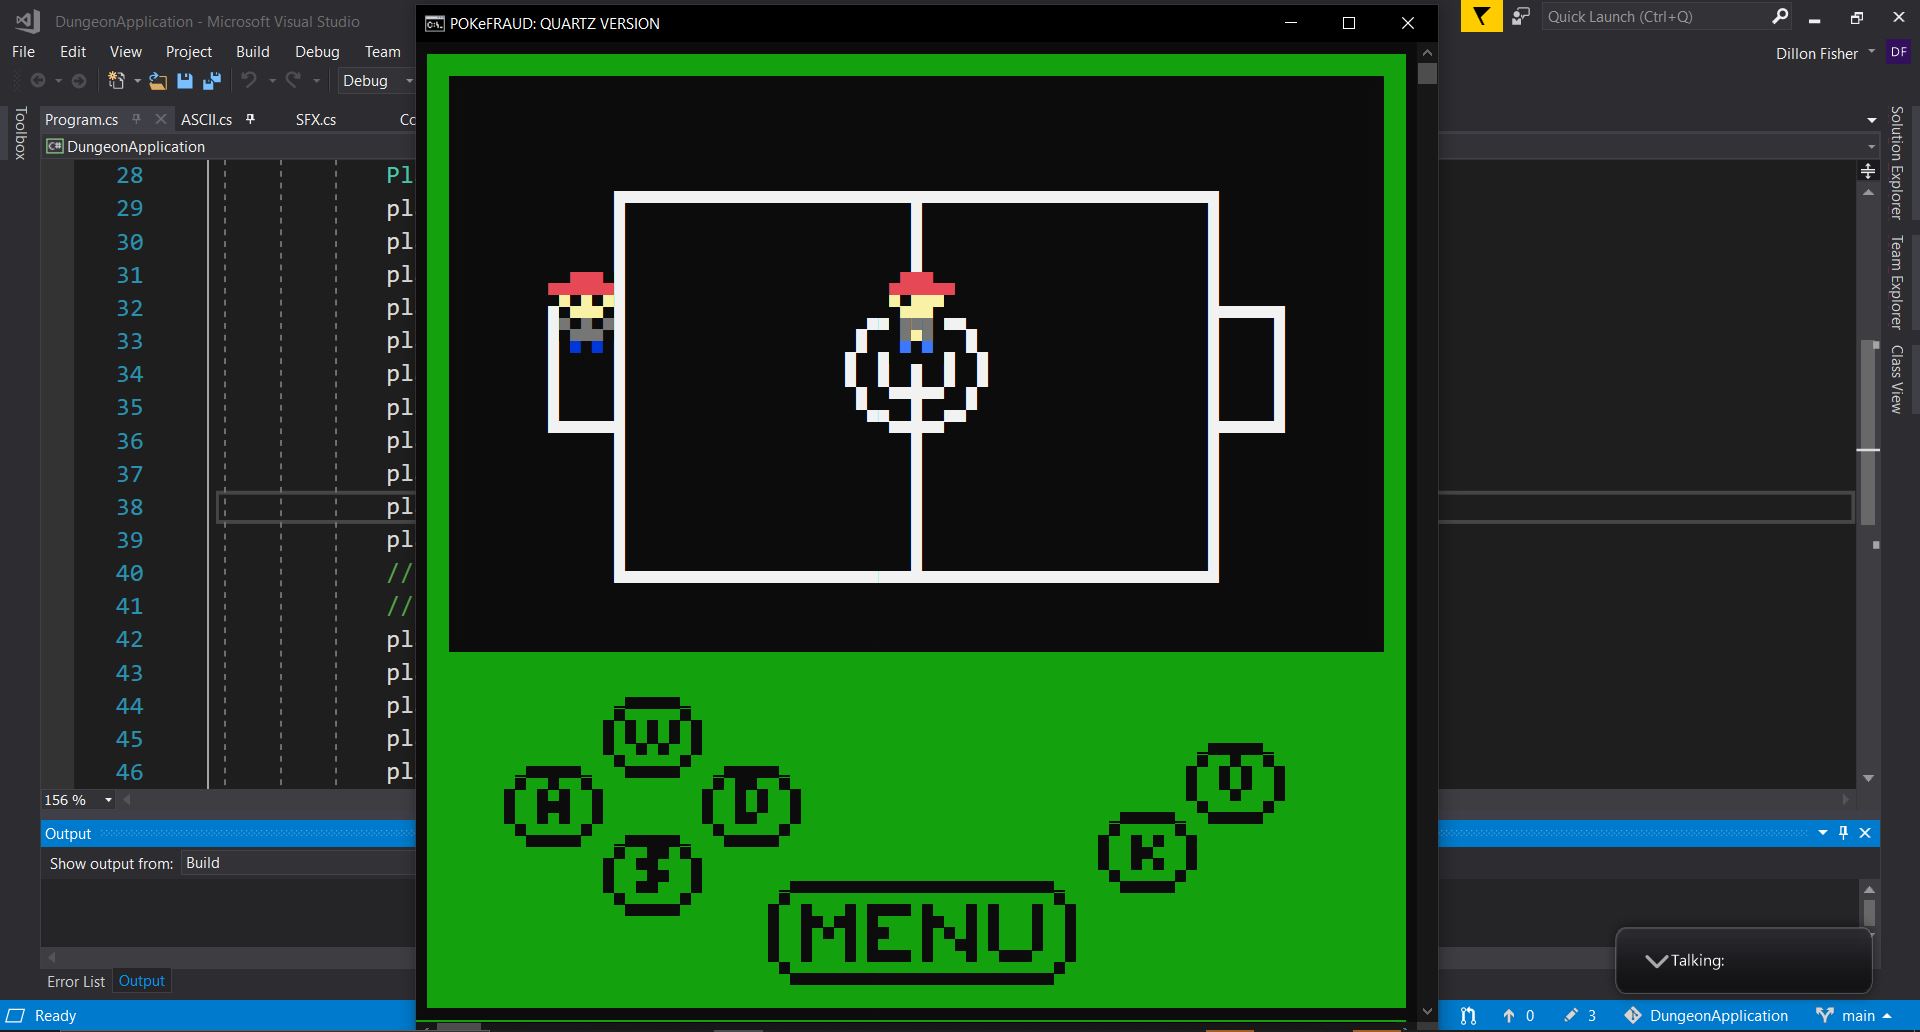 DungeonApplication - Microsoft Visual Studio
POKeFRAUD: QUARTZ VERSION
Quick Launch (Ctrl+Q)
File Edit View Project Build Debug Team
Dillon Fisher DF
Debug
Toolbox
Program.cs ASCII.cs SFX.cs Co
C# DungeonApplication
28 Pl
29 pl
30 pl
31 pl
32 pl
33 pl
34 pl
35 pl
36 pl
37 pl
38 pl
39 pl
40 //
41 //
42 pl
43 pl
44 pl
45 pl
46 pl
Solution Explorer
Team Explorer
Class View
156 %
W
A
D
V
K
MENU
Output
Show output from: Build
Error List Output
Talking:
Ready
0 3 DungeonApplication main